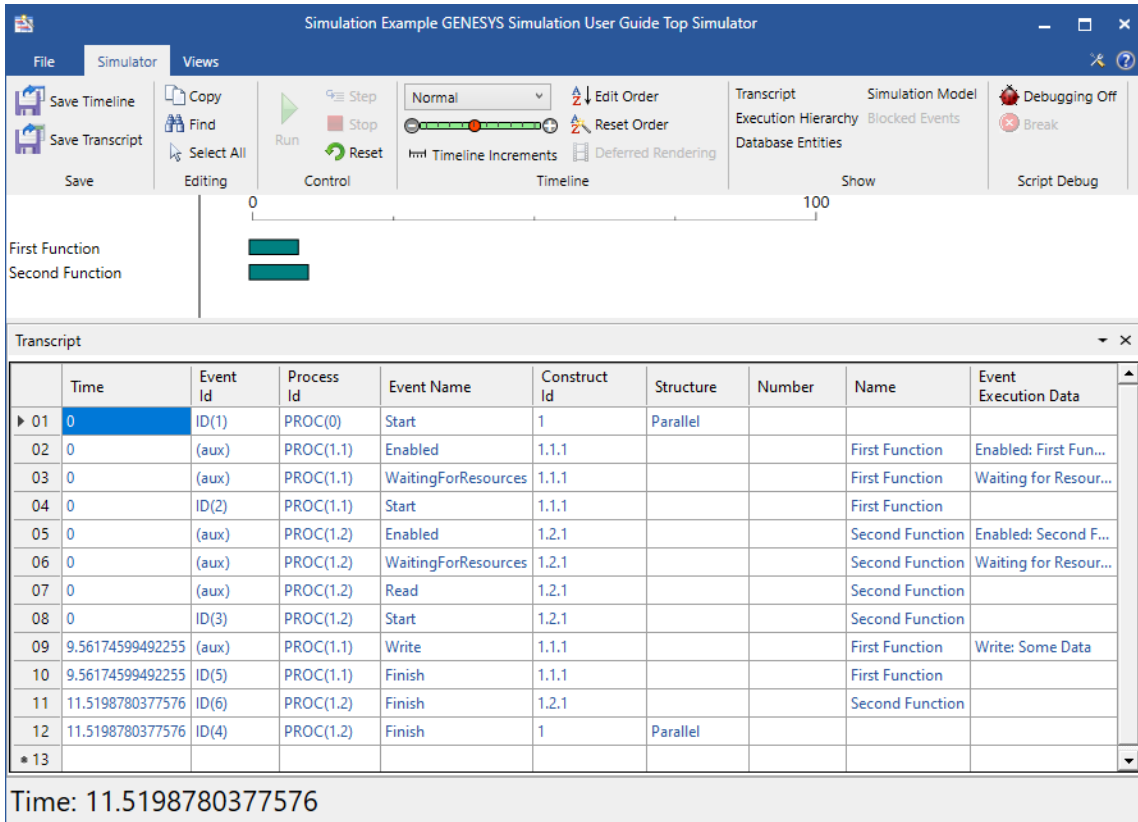 Simulation Example GENESYS Simulation User Guide Top Simulator
File Simulator Views
Save Timeline Copy Step Normal Edit Order Transcript Simulation Model Debugging Off
Save Transcript Find Run Stop Reset Order Execution Hierarchy Blocked Events Break
Select All Reset Timeline Increments Deferred Rendering Database Entities
Save Editing Control Timeline Show Script Debug
0 100
First Function
Second Function
Transcript
Time Event Id Process Id Event Name Construct Id Structure Number Name Event Execution Data
01 0 ID(1) PROC(0) Start 1 Parallel
02 0 (aux) PROC(1.1) Enabled 1.1.1 First Function Enabled: First Fun...
03 0 (aux) PROC(1.1) WaitingForResources 1.1.1 First Function Waiting for Resour...
04 0 ID(2) PROC(1.1) Start 1.1.1 First Function
05 0 (aux) PROC(1.2) Enabled 1.2.1 Second Function Enabled: Second F...
06 0 (aux) PROC(1.2) WaitingForResources 1.2.1 Second Function Waiting for Resour...
07 0 (aux) PROC(1.2) Read 1.2.1 Second Function
08 0 ID(3) PROC(1.2) Start 1.2.1 Second Function
09 9.56174599492255 (aux) PROC(1.1) Write 1.1.1 First Function Write: Some Data
10 9.56174599492255 ID(5) PROC(1.1) Finish 1.1.1 First Function
11 11.5198780377576 ID(6) PROC(1.2) Finish 1.2.1 Second Function
12 11.5198780377576 ID(4) PROC(1.2) Finish 1 Parallel
13
Time: 11.5198780377576